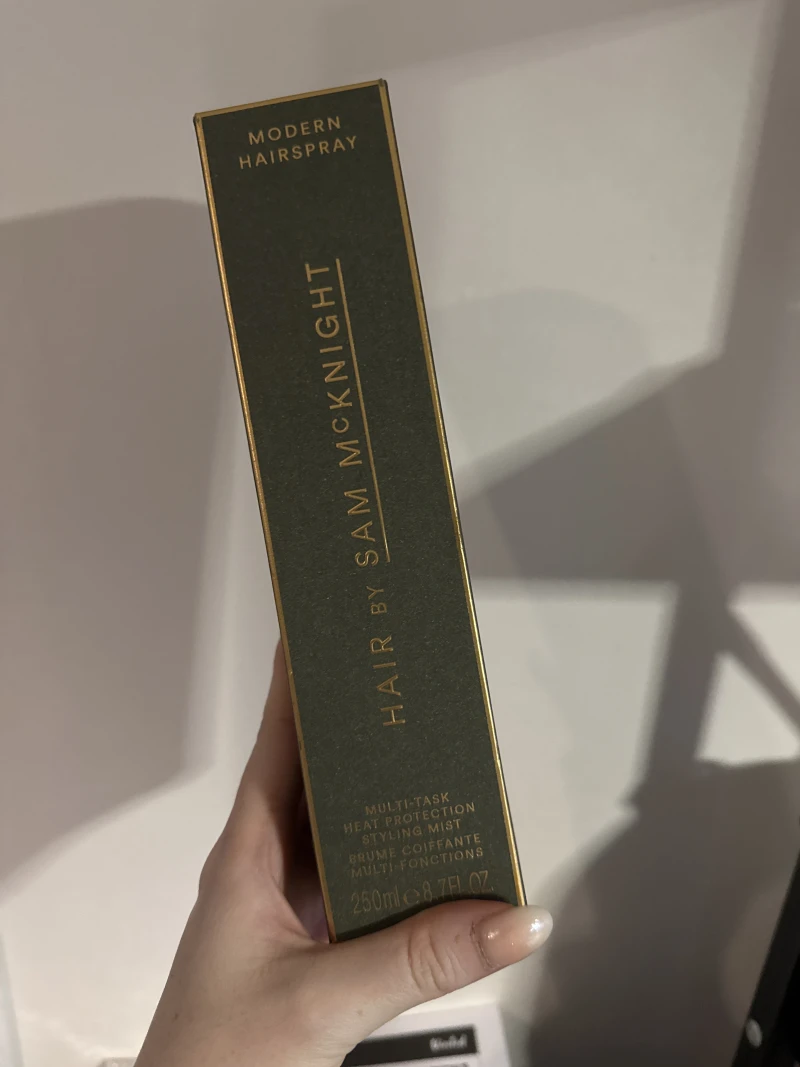 MODERN
HAIRSPRAY
HAIR BY SAM McKNIGHT
MULTI-TASK
HEAT PROTECTION
STYLING MIST
BRUME COIFFANTE
MULTI-FONCTIONS
250ml ℮ 8.7FL.OZ.